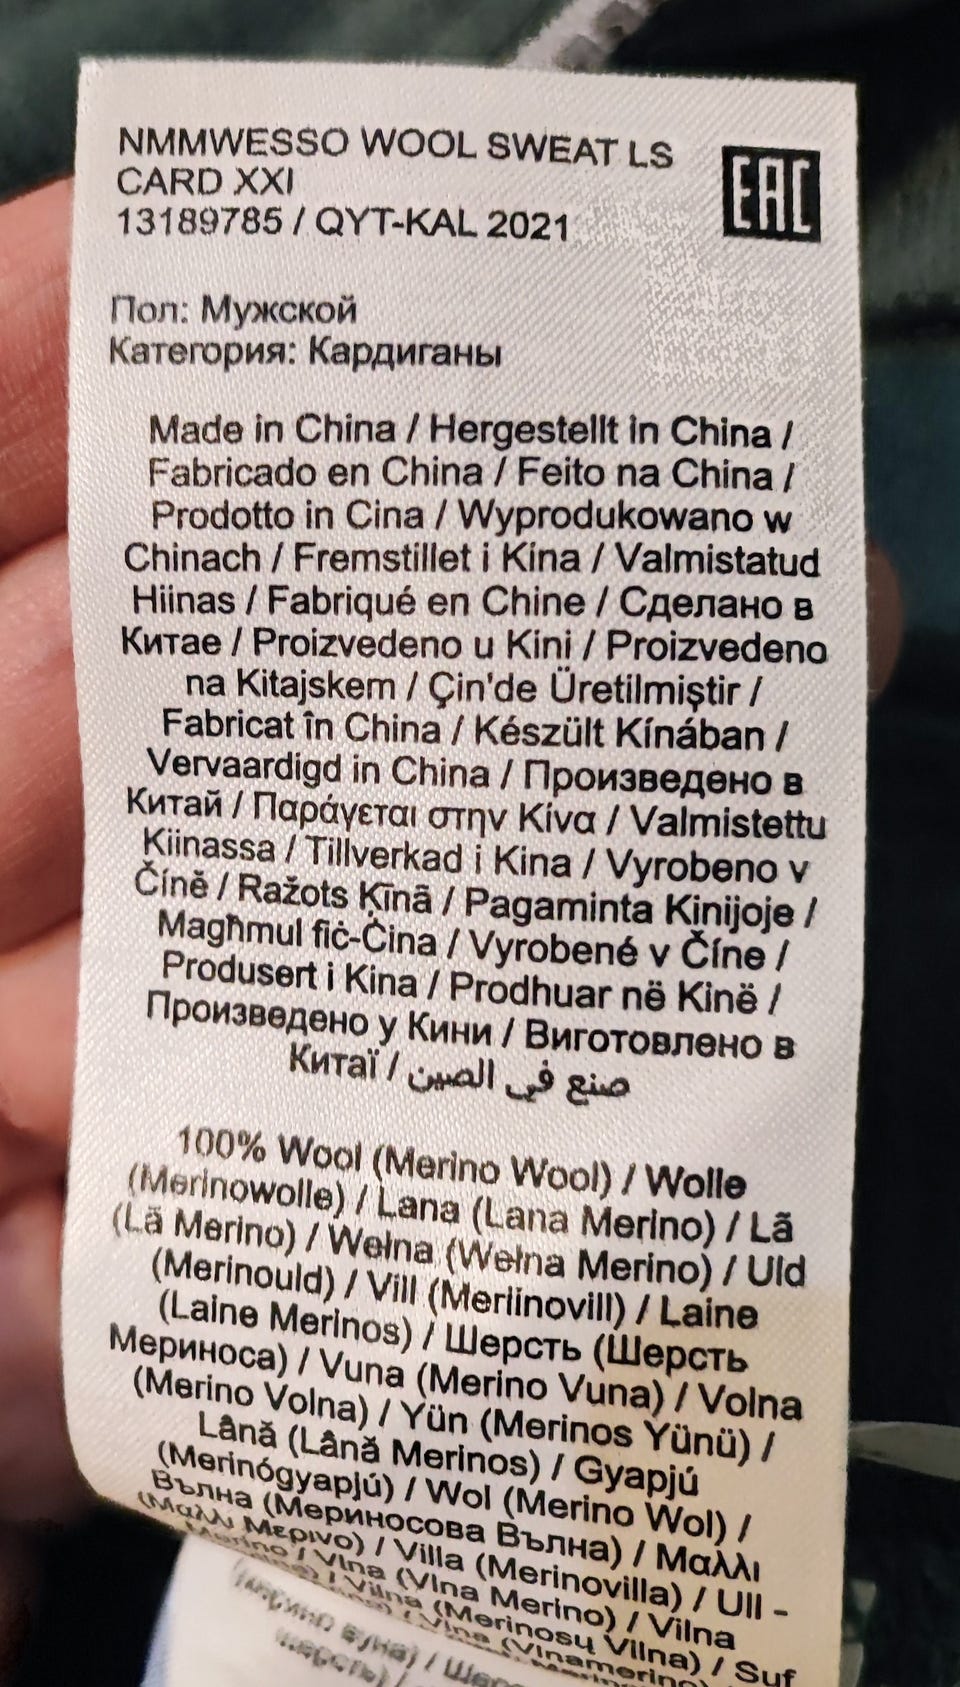 NMMWESSO WOOL SWEAT LS
CARD XXI
13189785 / QYT-KAL 2021
EAC
Пол: Мужской
Категория: Кардиганы
Made in China / Hergestellt in China /
Fabricado en China / Feito na China /
Prodotto in Cina / Wyprodukowano w
Chinach / Fremstillet i Kina / Valmistatud
Hiinas / Fabriqué en Chine / Сделано в
Китае / Proizvedeno u Kini / Proizvedeno
na Kitajskem / Çin'de Üretilmiştir /
Fabricat în China / Készült Kínában /
Vervaardigd in China / Произведено в
Китай / Παράγεται στην Κίνα / Valmistettu
Kiinassa / Tillverkad i Kina / Vyrobeno v
Číně / Ražots Ķīnā / Pagaminta Kinijoje /
Magħmul fiċ-Ċina / Vyrobené v Číne /
Produsert i Kina / Prodhuar në Kinë /
Произведено у Кини / Виготовлено в
Китаї / صنع في الصين
100% Wool (Merino Wool) / Wolle
(Merinowolle) / Lana (Lana Merino) / Lã
(Lã Merino) / Wełna (Wełna Merino) / Uld
(Merinould) / Vill (Meriinovill) / Laine
(Laine Merinos) / Шерсть (Шерсть
Мериноса) / Vuna (Merino Vuna) / Volna
(Merino Volna) / Yün (Merinos Yünü) /
Lână (Lână Merinos) / Gyapjú
(Merinógyapjú) / Wol (Merino Wol) /
Вълна (Мериносова Вълна) / Μαλλι
(Μαλλι Μερινο) / Villa (Merinovilla) / Ull -
Merino / Vlna (Vlna Merino) / Vilna
/ Vilna (Merinosų Vilna) / Suf
/ Vlna (Vlnamerino)